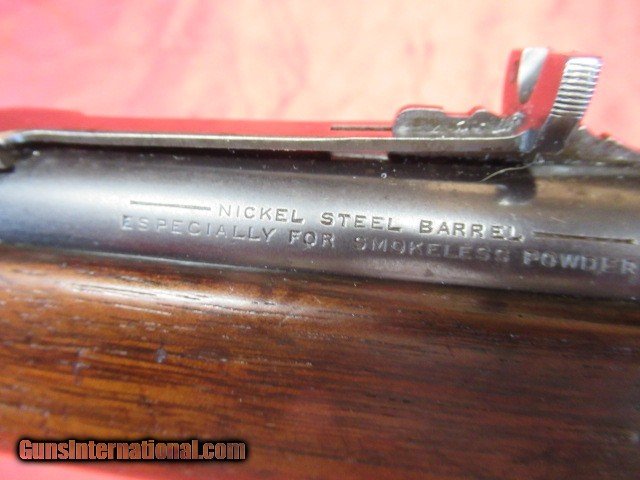 NICKEL STEEL BARREL
ESPECIALLY FOR SMOKELESS POWDER
GunsInternational.com